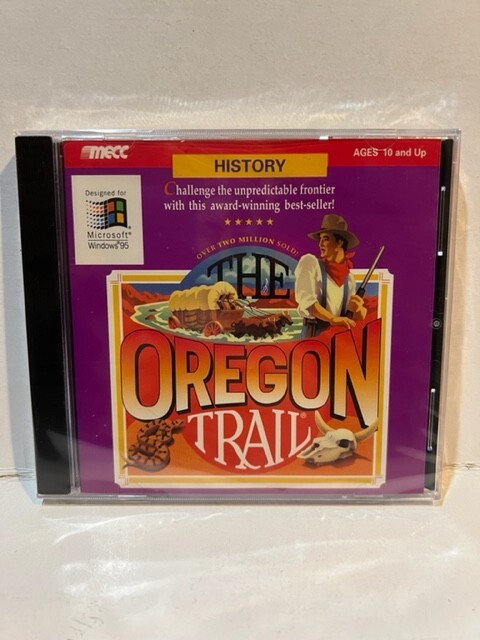 mecc
HISTORY
AGES 10 and Up
Challenge the unpredictable frontier
with this award-winning best-seller!
Designed for
Microsoft®
Windows®95
OVER TWO MILLION SOLD!
THE
OREGON
TRAIL®